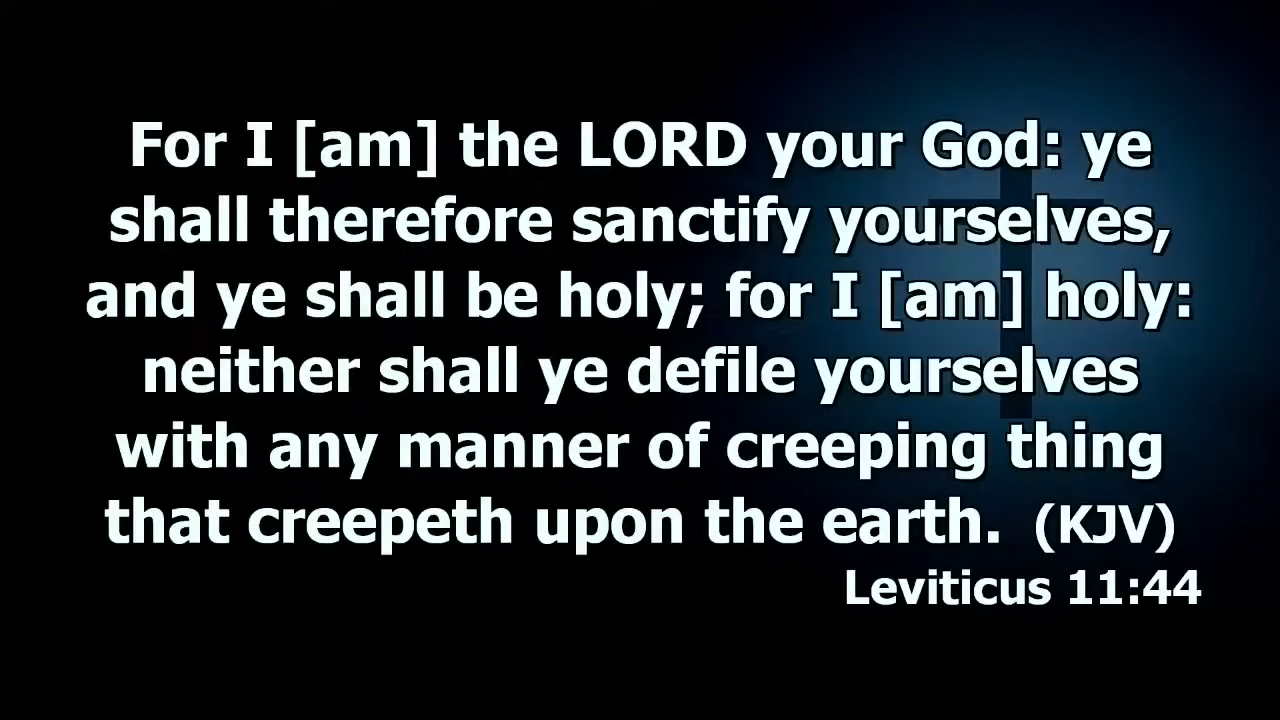 For I [am] the LORD your God: ye
shall therefore sanctify yourselves,
and ye shall be holy; for I [am] holy:
neither shall ye defile yourselves
with any manner of creeping thing
that creepeth upon the earth. (KJV)
Leviticus 11:44